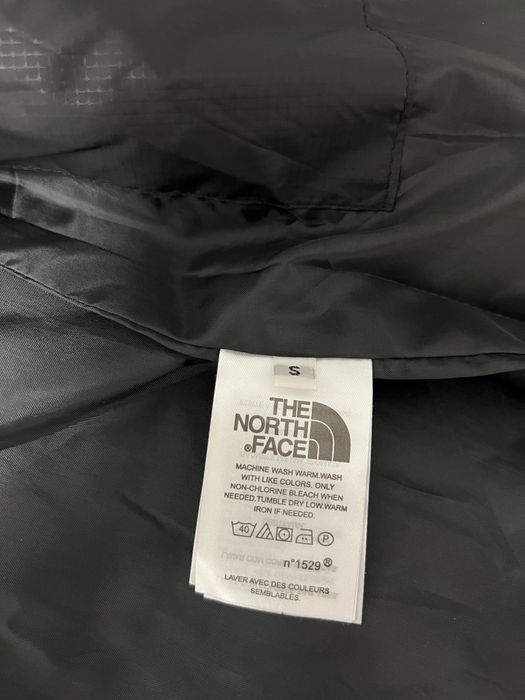 S
THE
NORTH
®FACE
MACHINE WASH WARM.WASH
WITH LIKE COLORS. ONLY
NON-CHLORINE BLEACH WHEN
NEEDED.TUMBLE DRY LOW.WARM
IRON IF NEEDED.
40 P
n°1529®
LAVER AVEC DES COULEURS
SEMBLABLES.